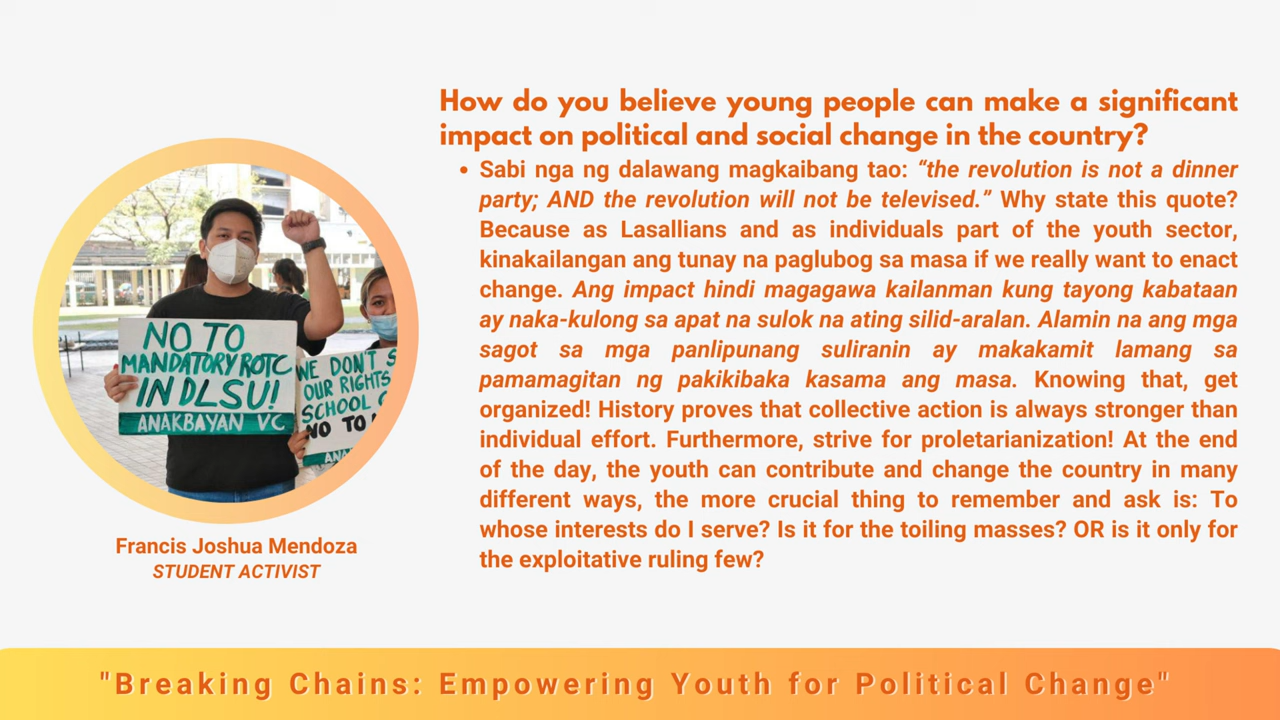 How do you believe young people can make a significant
impact on political and social change in the country?
• Sabi nga ng dalawang magkaibang tao: “the revolution is not a dinner
party; AND the revolution will not be televised.” Why state this quote?
Because as Lasallians and as individuals part of the youth sector,
kinakailangan ang tunay na paglubog sa masa if we really want to enact
change. Ang impact hindi magagawa kailanman kung tayong kabataan
ay naka-kulong sa apat na sulok na ating silid-aralan. Alamin na ang mga
sagot sa mga panlipunang suliranin ay makakamit lamang sa
pamamagitan ng pakikibaka kasama ang masa. Knowing that, get
organized! History proves that collective action is always stronger than
individual effort. Furthermore, strive for proletarianization! At the end
of the day, the youth can contribute and change the country in many
different ways, the more crucial thing to remember and ask is: To
whose interests do I serve? Is it for the toiling masses? OR is it only for
the exploitative ruling few?
NO TO
MANDATORY ROTC
IN DLSU!
ANAKBAYAN VC
WE DON'T S
OUR RIGHTS
SCHOOL
NO TO
ANA
Francis Joshua Mendoza
STUDENT ACTIVIST
"Breaking Chains: Empowering Youth for Political Change"